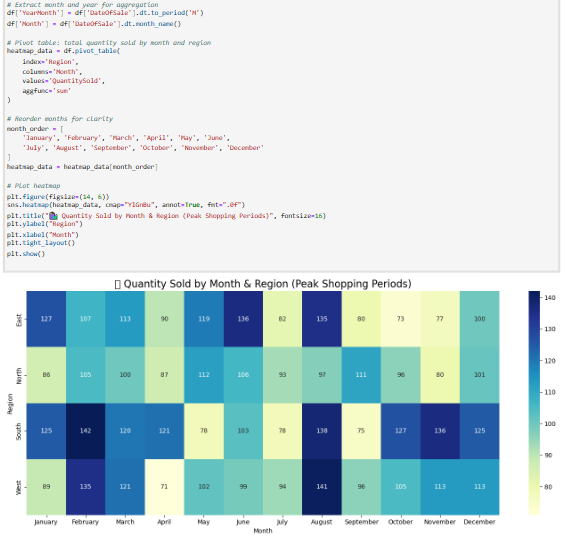 # Extract month and year for aggregation
df['YearMonth'] = df['DateOfSale'].dt.to_period('M')
df['Month'] = df['DateOfSale'].dt.month_name()
# Pivot table: total quantity sold by month and region
heatmap_data = df.pivot_table(
index='Region',
columns='Month',
values='QuantitySold',
aggfunc='sum'
)
# Reorder months for clarity
month_order = [
'January', 'February', 'March', 'April', 'May', 'June',
'July', 'August', 'September', 'October', 'November', 'December'
]
heatmap_data = heatmap_data[month_order]
# Plot heatmap
plt.figure(figsize=(14, 6))
sns.heatmap(heatmap_data, cmap="YlGnBu", annot=True, fmt=".0f")
plt.title("🛍️ Quantity Sold by Month & Region (Peak Shopping Periods)", fontsize=16)
plt.ylabel("Region")
plt.xlabel("Month")
plt.tight_layout()
plt.show()
Quantity Sold by Month & Region (Peak Shopping Periods)
East 127 107 113 90 119 136 82 135 80 73 77 100
North 86 105 100 87 112 106 93 97 111 96 80 101
South 125 142 120 121 78 103 78 138 75 127 136 125
West 89 135 121 71 102 99 94 141 96 105 113 113
Region
January February March April May June July August September October November December
Month
140
130
120
110
100
90
80